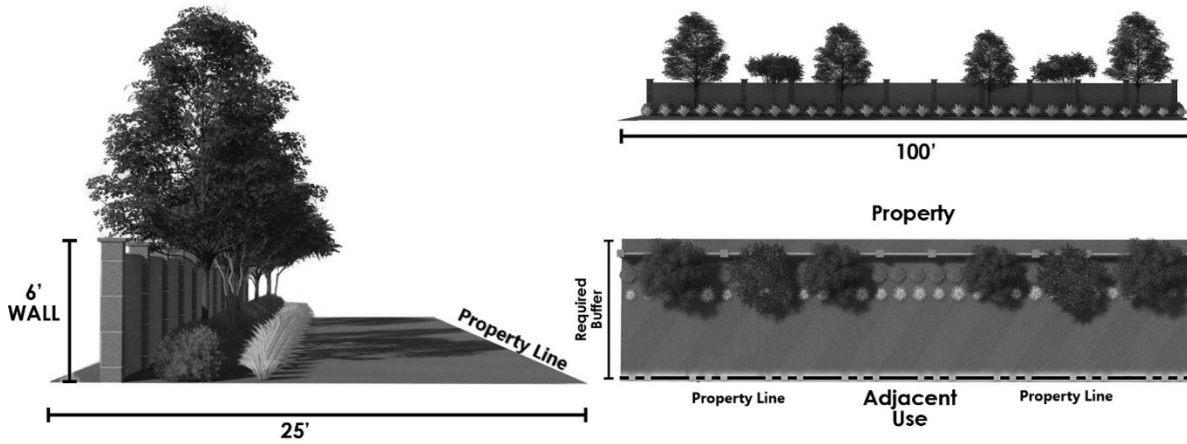 6'
WALL
Property Line
25'
100'
Property
Required
Buffer
Property Line
Adjacent
Use
Property Line